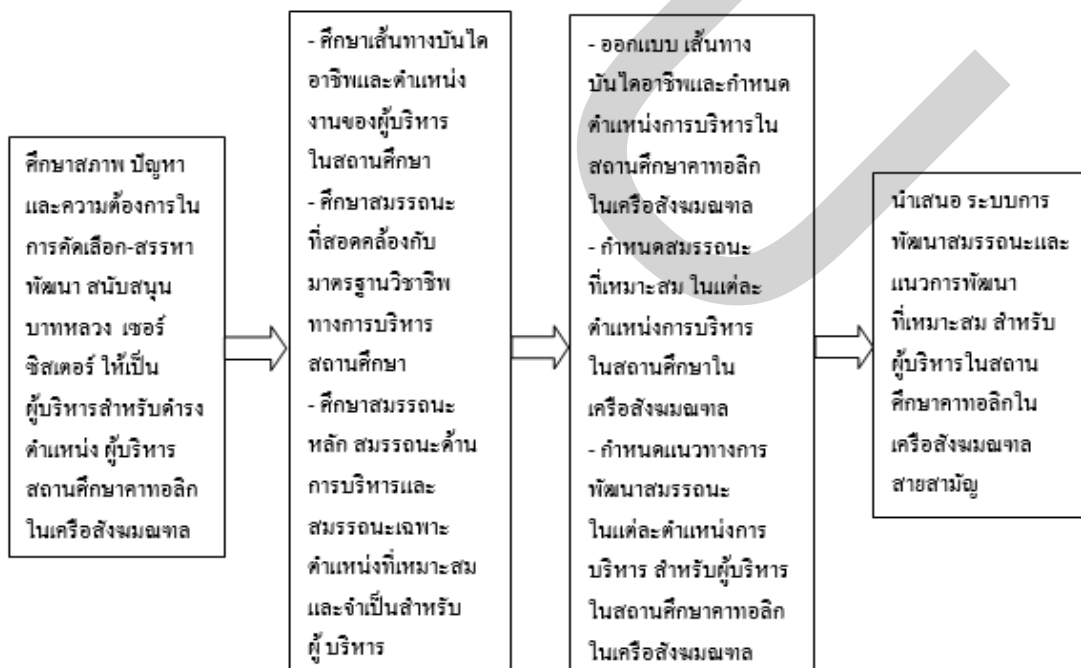 ศึกษาสภาพ ปัญหา
และความต้องการใน
การคัดเลือก-สรรหา
พัฒนา สนับสนุน
บาทหลวง เซอร์
ซิสเตอร์ ให้เป็น
ผู้บริหารสำหรับดำรง
ตำแหน่ง ผู้บริหาร
สถานศึกษาคาทอลิก
ในเครือสังฆมณฑล
- ศึกษาเส้นทางบันได
อาชีพและตำแหน่ง
งานของผู้บริหาร
ในสถานศึกษา
- ศึกษาสมรรถนะ
ที่สอดคล้องกับ
มาตรฐานวิชาชีพ
ทางการบริหาร
สถานศึกษา
- ศึกษาสมรรถนะ
หลัก สมรรถนะด้าน
การบริหารและ
สมรรถนะเฉพาะ
ตำแหน่งที่เหมาะสม
และจำเป็นสำหรับ
ผู้ บริหาร
- ออกแบบ เส้นทาง
บันไดอาชีพและกำหนด
ตำแหน่งการบริหารใน
สถานศึกษาคาทอลิก
ในเครือสังฆมณฑล
- กำหนดสมรรถนะ
ที่เหมาะสม ในแต่ละ
ตำแหน่งการบริหาร
ในสถานศึกษาใน
เครือสังฆมณฑล
- กำหนดแนวทางการ
พัฒนาสมรรถนะ
ในแต่ละตำแหน่งการ
บริหาร สำหรับผู้บริหาร
ในสถานศึกษาคาทอลิก
ในเครือสังฆมณฑล
นำเสนอ ระบบการ
พัฒนาสมรรถนะและ
แนวการพัฒนา
ที่เหมาะสม สำหรับ
ผู้บริหารในสถาน
ศึกษาคาทอลิกใน
เครือสังฆมณฑล
สายสามัญ